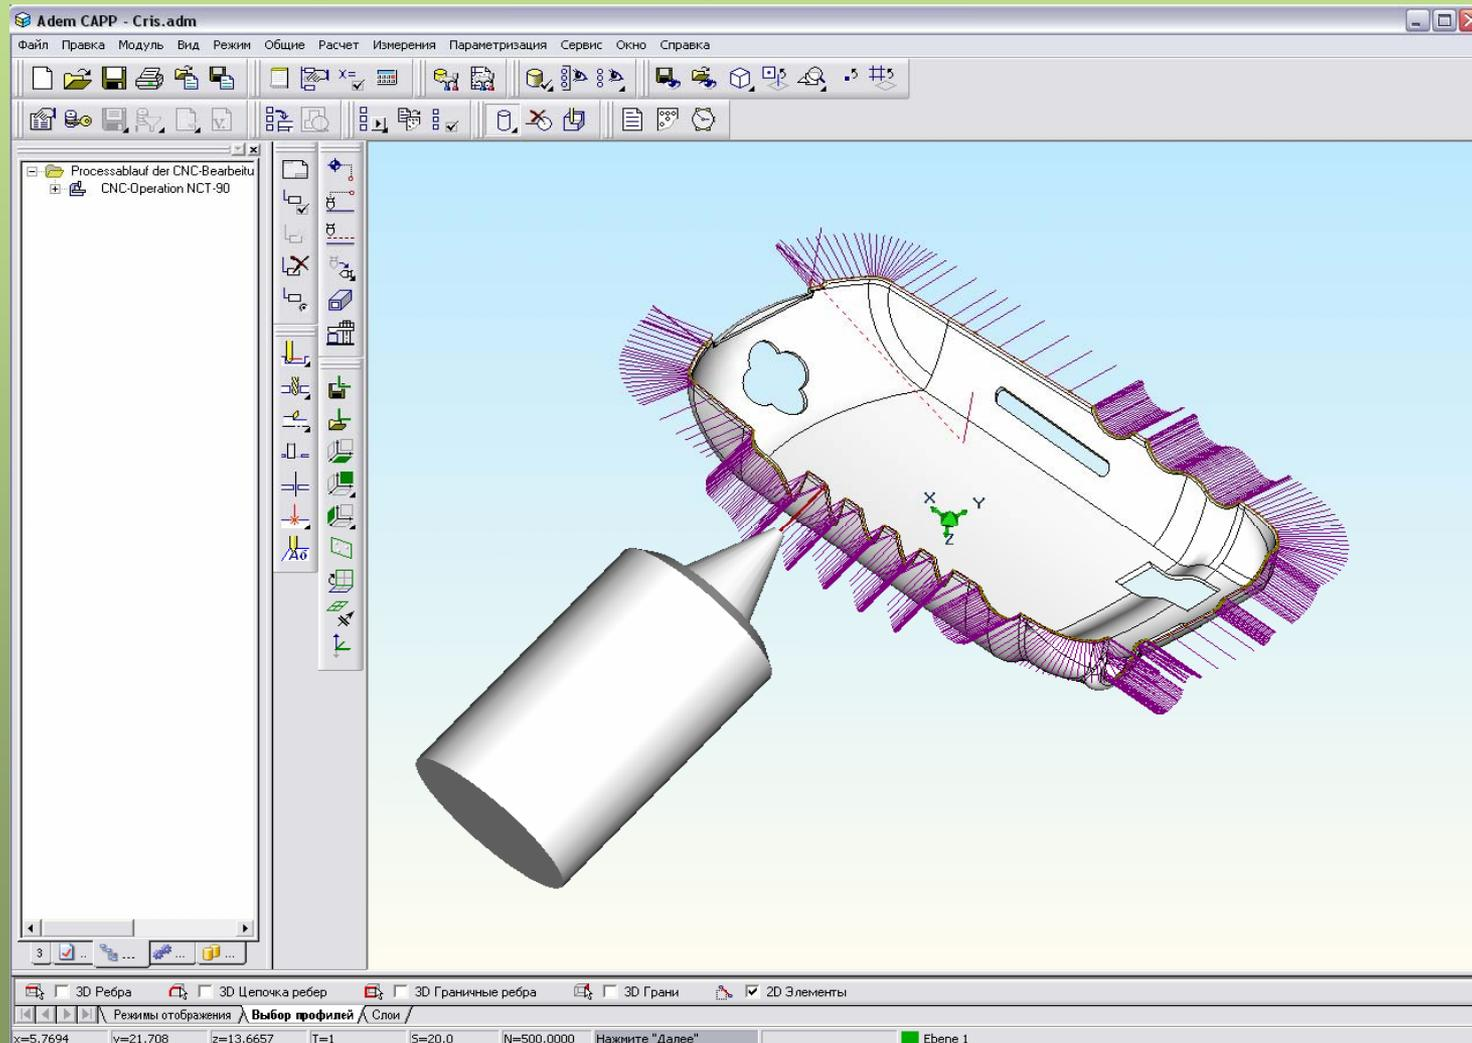 Adem CAPP - Cris.adm
Файл Правка Модуль Вид Режим Общие Расчет Измерения Параметризация Сервис Окно Справка
Processablauf der CNC-Bearbeitu
CNC-Operation NCT-90
X Y
Z
3 .. ... ... ...
3D Ребра 3D Цепочка ребер 3D Граничные ребра 3D Грани 2D Элементы
Режимы отображения Выбор профилей Слои
x=5.7694 y=21.708 z=13.6657 T=1 S=20.0 N=500.0000 Нажмите "Далее" Ebene 1